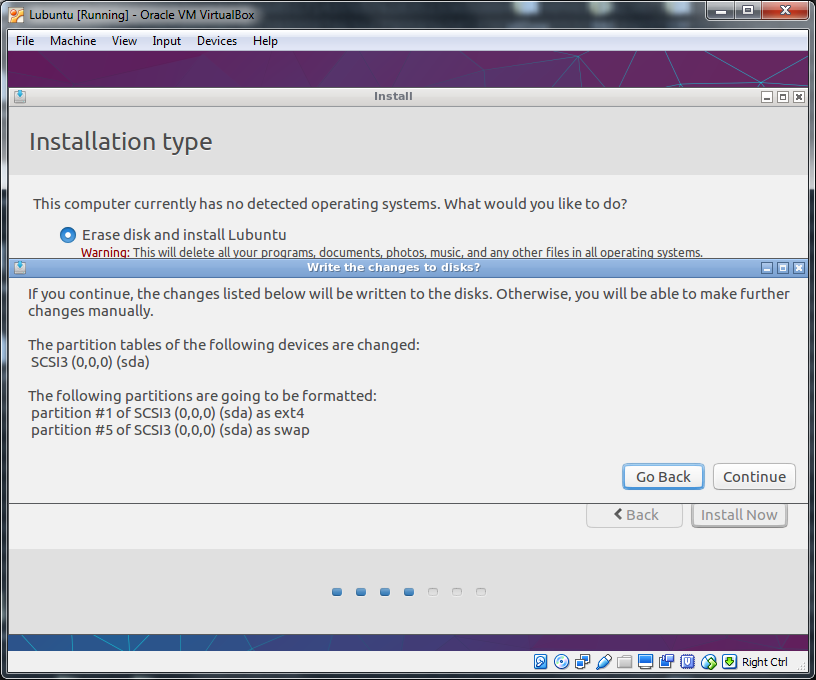 Lubuntu [Running] - Oracle VM VirtualBox
File Machine View Input Devices Help
Install
Installation type
This computer currently has no detected operating systems. What would you like to do?
Erase disk and install Lubuntu
Warning: This will delete all your programs, documents, photos, music, and any other files in all operating systems.
Write the changes to disks?
If you continue, the changes listed below will be written to the disks. Otherwise, you will be able to make further
changes manually.
The partition tables of the following devices are changed:
SCSI3 (0,0,0) (sda)
The following partitions are going to be formatted:
partition #1 of SCSI3 (0,0,0) (sda) as ext4
partition #5 of SCSI3 (0,0,0) (sda) as swap
Go Back Continue
Back Install Now
Right Ctrl